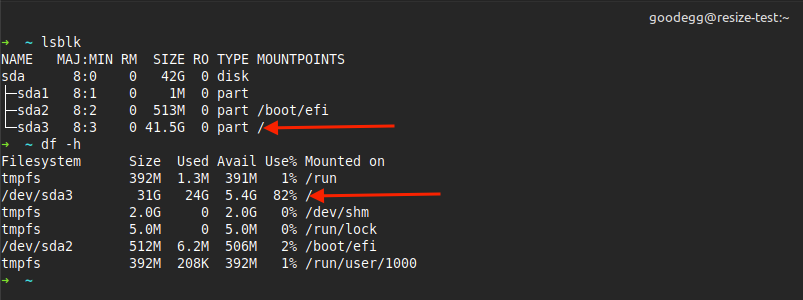 goodegg@resize-test:~
➜  ~ lsblk
NAME   MAJ:MIN RM  SIZE RO TYPE MOUNTPOINTS
sda      8:0    0   42G  0 disk
├─sda1   8:1    0    1M  0 part
├─sda2   8:2    0  513M  0 part /boot/efi
└─sda3   8:3    0 41.5G  0 part /
➜  ~ df -h
Filesystem      Size  Used Avail Use% Mounted on
tmpfs           392M  1.3M  391M   1% /run
/dev/sda3        31G   24G  5.4G  82% /
tmpfs           2.0G     0  2.0G   0% /dev/shm
tmpfs           5.0M     0  5.0M   0% /run/lock
/dev/sda2       512M  6.2M  506M   2% /boot/efi
tmpfs           392M  208K  392M   1% /run/user/1000
➜  ~